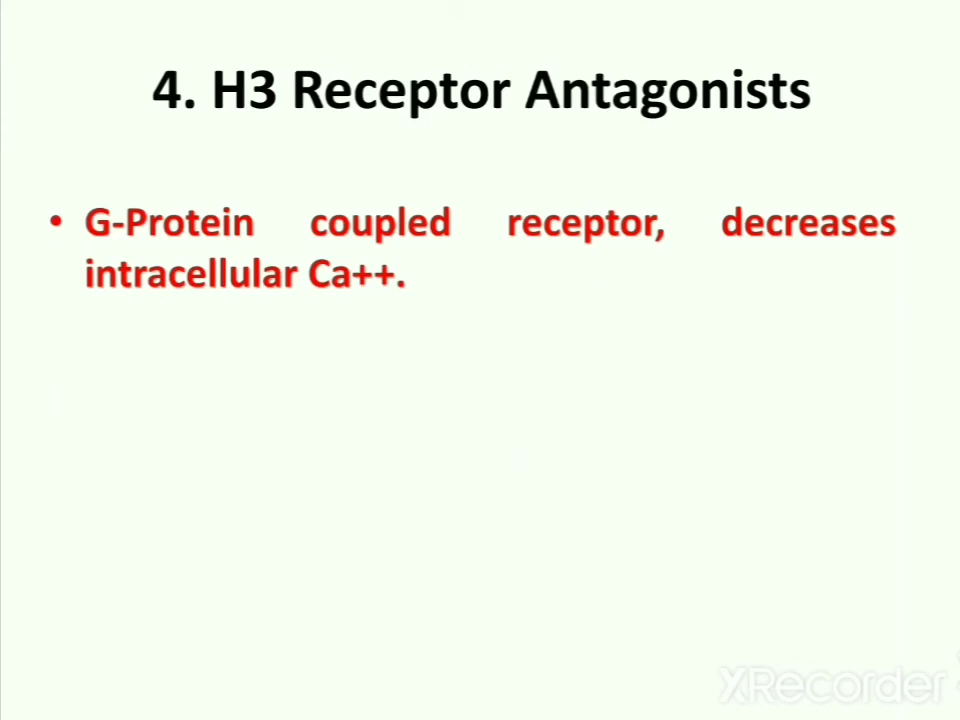 4. H3 Receptor Antagonists
• G-Protein coupled receptor, decreases
intracellular Ca++.
XRecorder